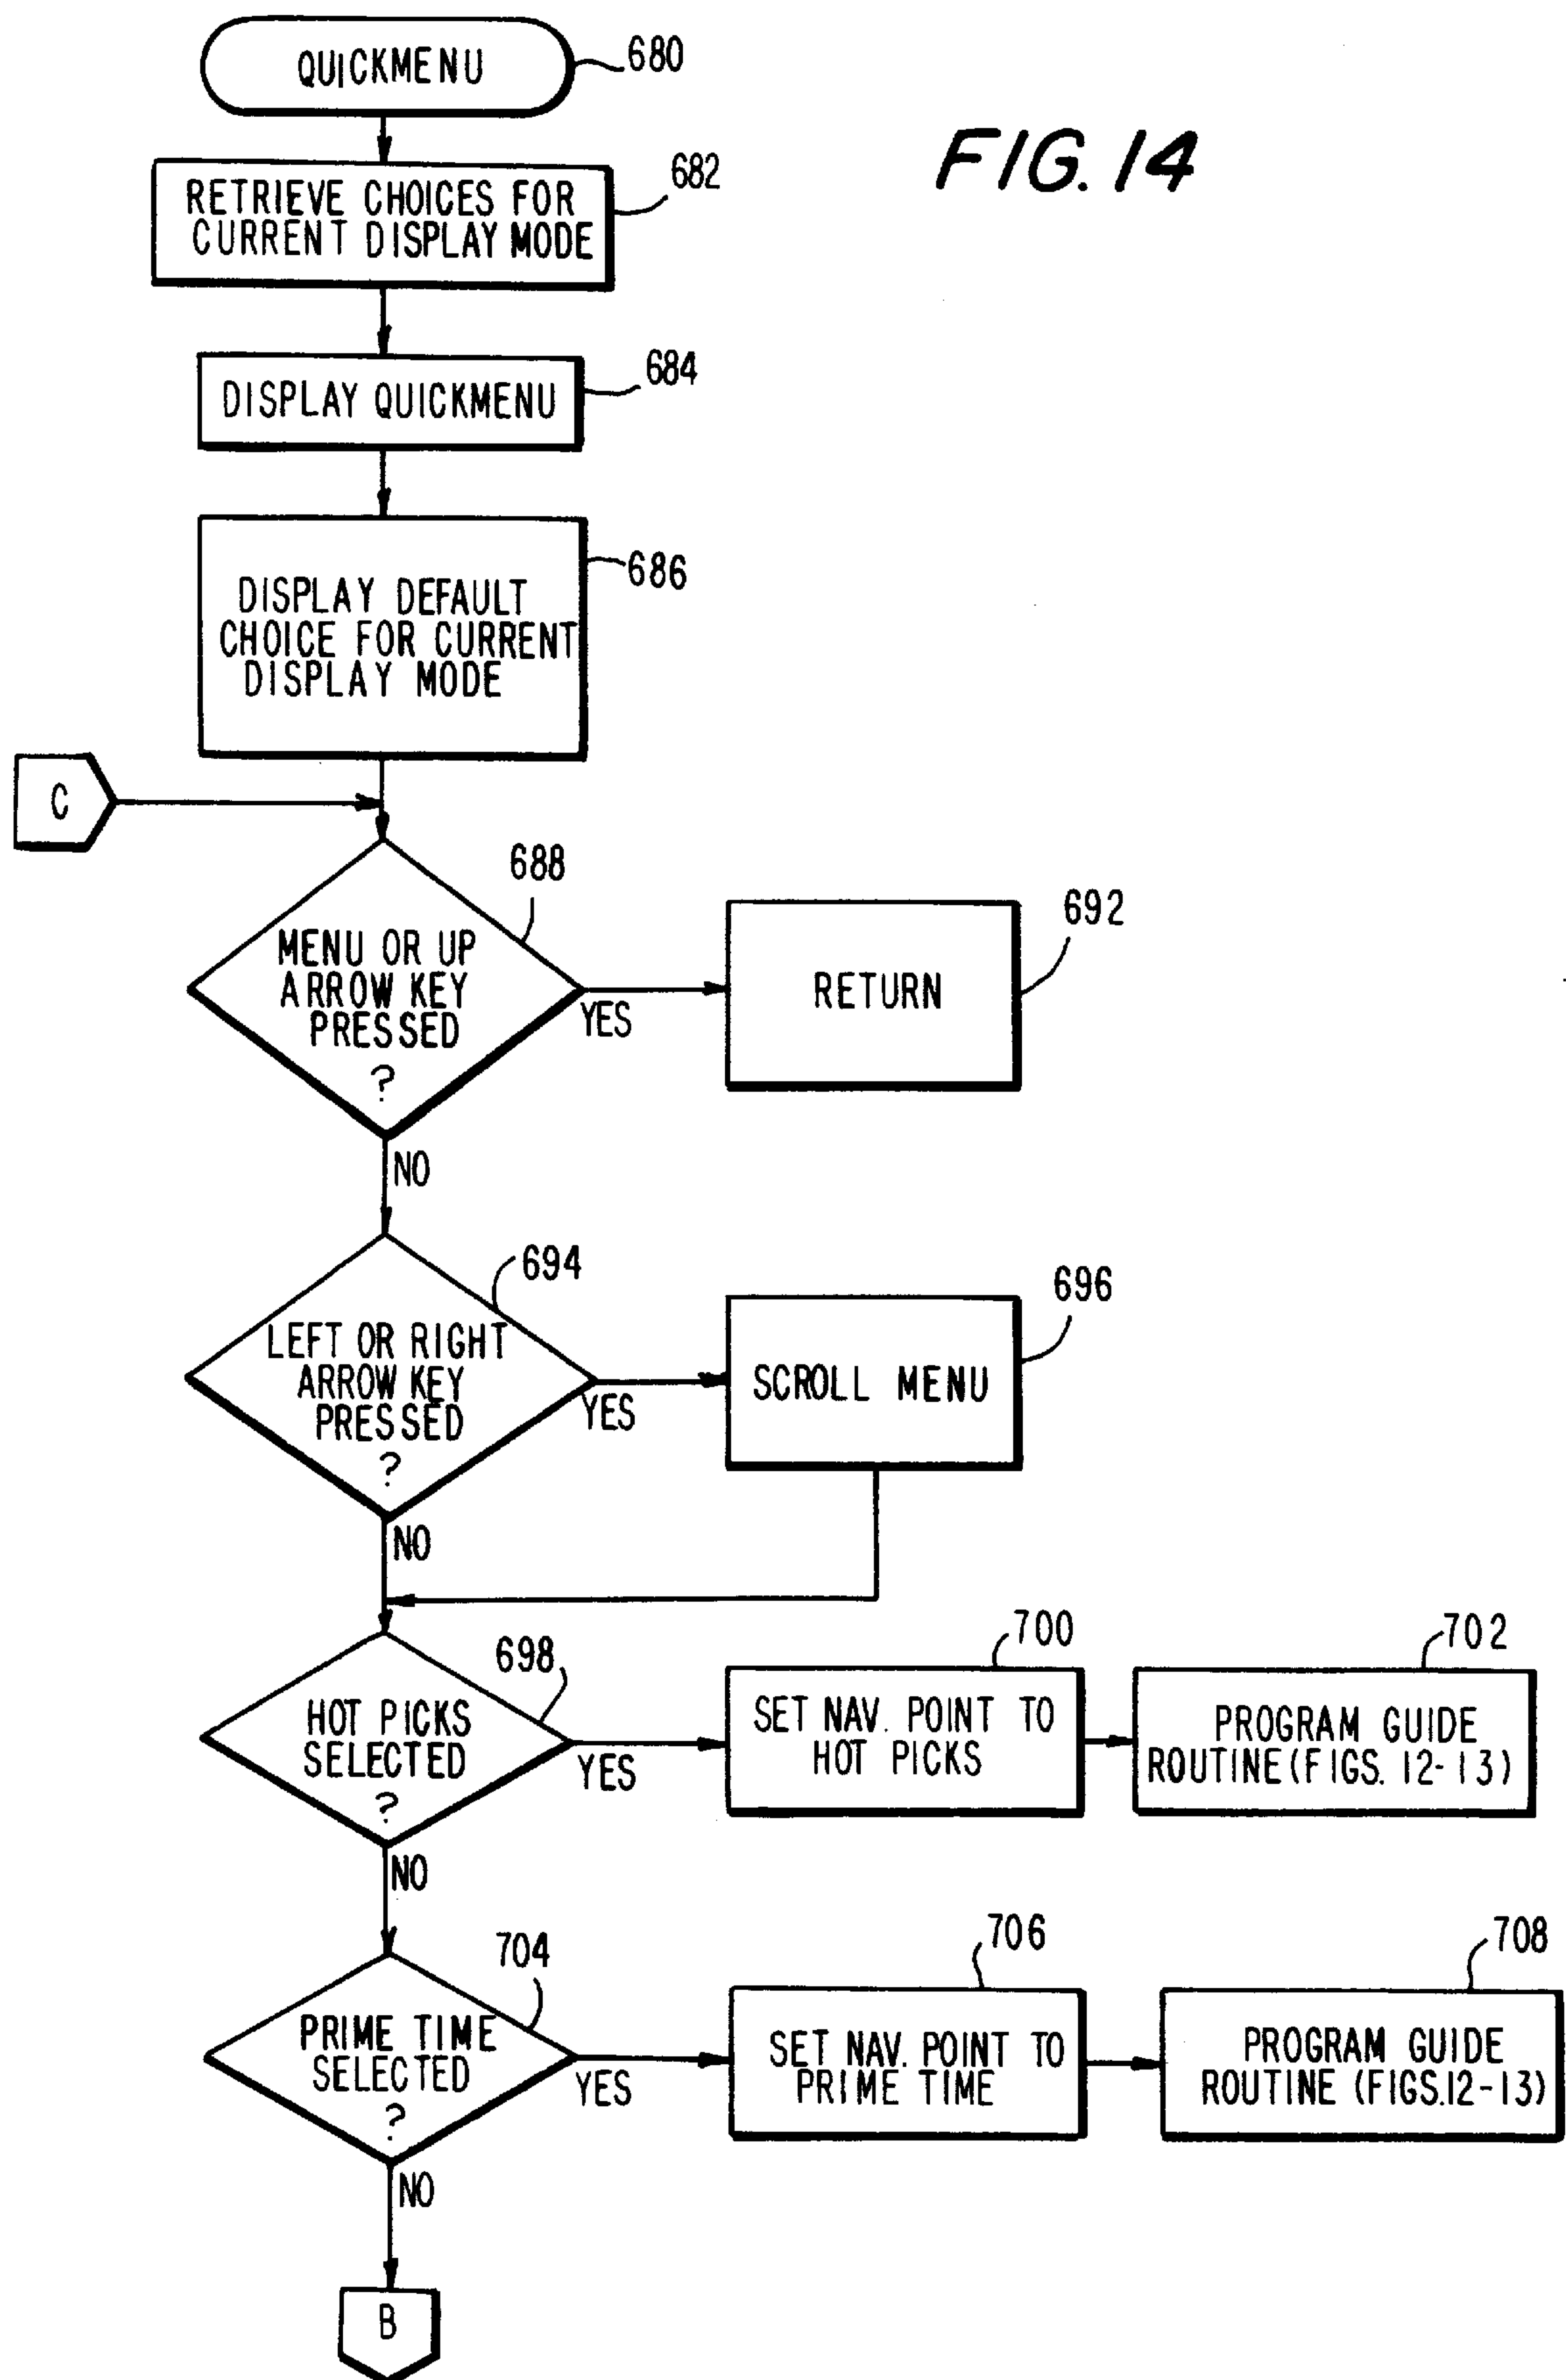 QUICKMENU
680
FIG. 14
RETRIEVE CHOICES FOR
CURRENT DISPLAY MODE
682
DISPLAY QUICKMENU
684
DISPLAY DEFAULT
CHOICE FOR CURRENT
DISPLAY MODE
686
C
MENU OR UP
ARROW KEY
PRESSED
?
688
YES
RETURN
692
NO
LEFT OR RIGHT
ARROW KEY
PRESSED
?
694
YES
SCROLL MENU
696
NO
HOT PICKS
SELECTED
?
698
YES
SET NAV. POINT TO
HOT PICKS
700
PROGRAM GUIDE
ROUTINE (FIGS. 12-13)
702
NO
PRIME TIME
SELECTED
?
704
YES
SET NAV. POINT TO
PRIME TIME
706
PROGRAM GUIDE
ROUTINE (FIGS.12-13)
708
NO
B